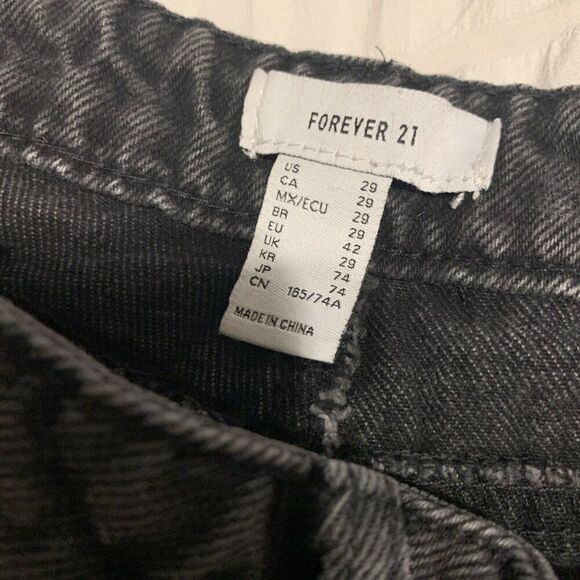 FOREVER 21
US 29
CA 29
MX/ECU 29
BR 29
EU 42
UK 29
KR 74
JP 74
CN 165/74A
MADE IN CHINA